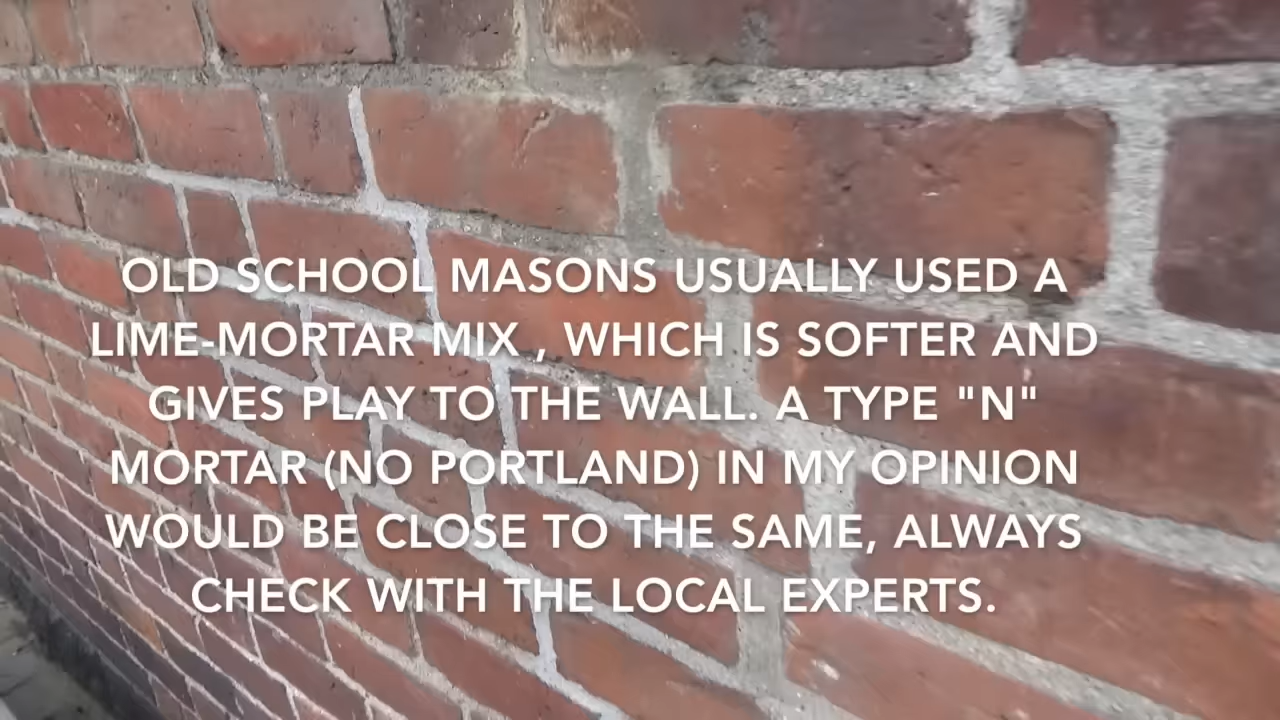 OLD SCHOOL MASONS USUALLY USED A
LIME-MORTAR MIX , WHICH IS SOFTER AND
GIVES PLAY TO THE WALL. A TYPE "N"
MORTAR (NO PORTLAND) IN MY OPINION
WOULD BE CLOSE TO THE SAME, ALWAYS
CHECK WITH THE LOCAL EXPERTS.